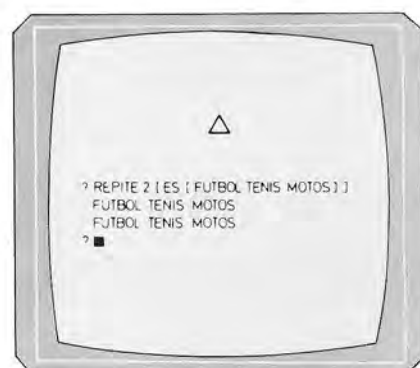 ? REPITE 2 [ ES [ FUTBOL TENIS MOTOS ] ]
FUTBOL TENIS MOTOS
FUTBOL TENIS MOTOS
?